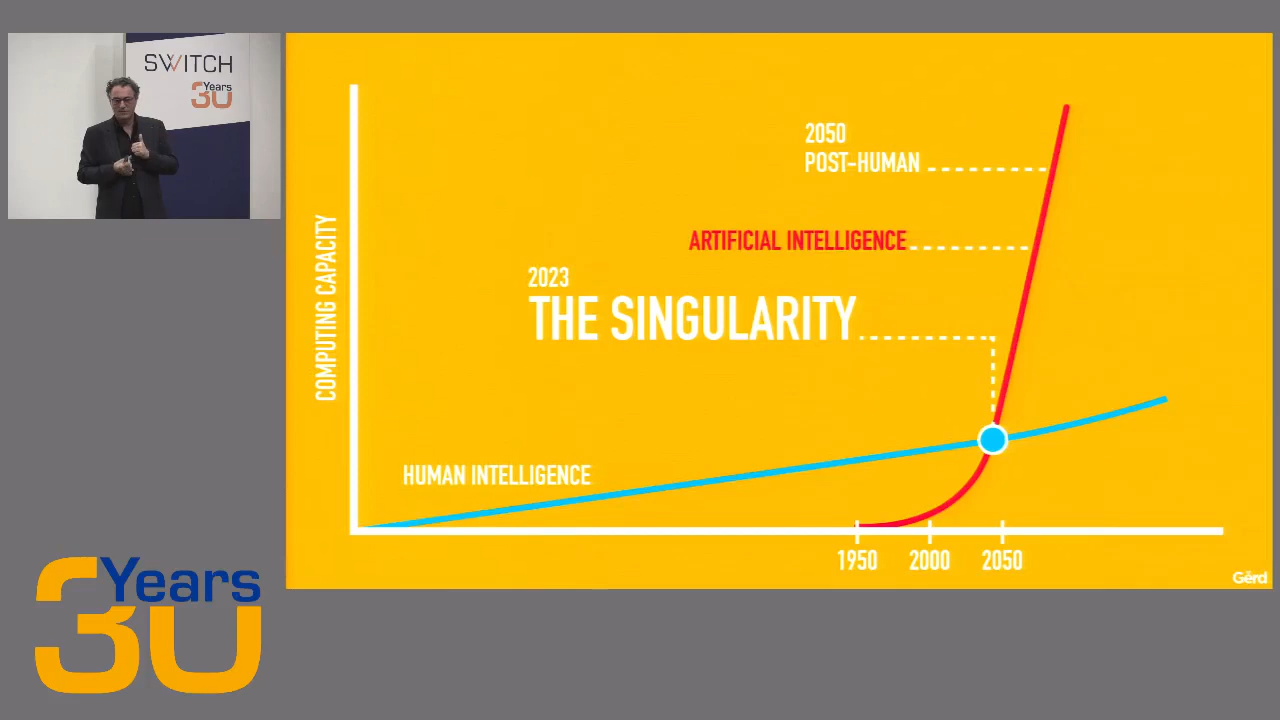 SWITCH
Years
30
2050
POST-HUMAN
ARTIFICIAL INTELLIGENCE
2023
THE SINGULARITY
COMPUTING CAPACITY
HUMAN INTELLIGENCE
1950 2000 2050
Gerd
Years
30